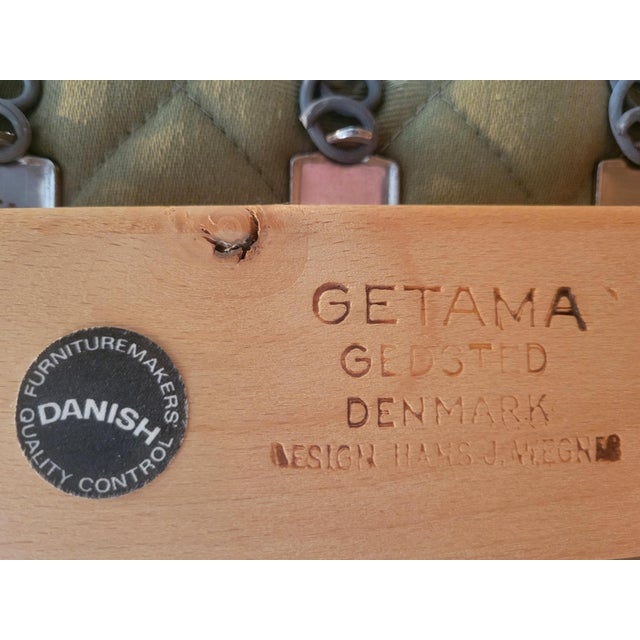 FURNITUREMAKERS'
DANISH
QUALITY CONTROL
GETAMA
GEDSTED
DENMARK
DESIGN HANS J. WEGNER